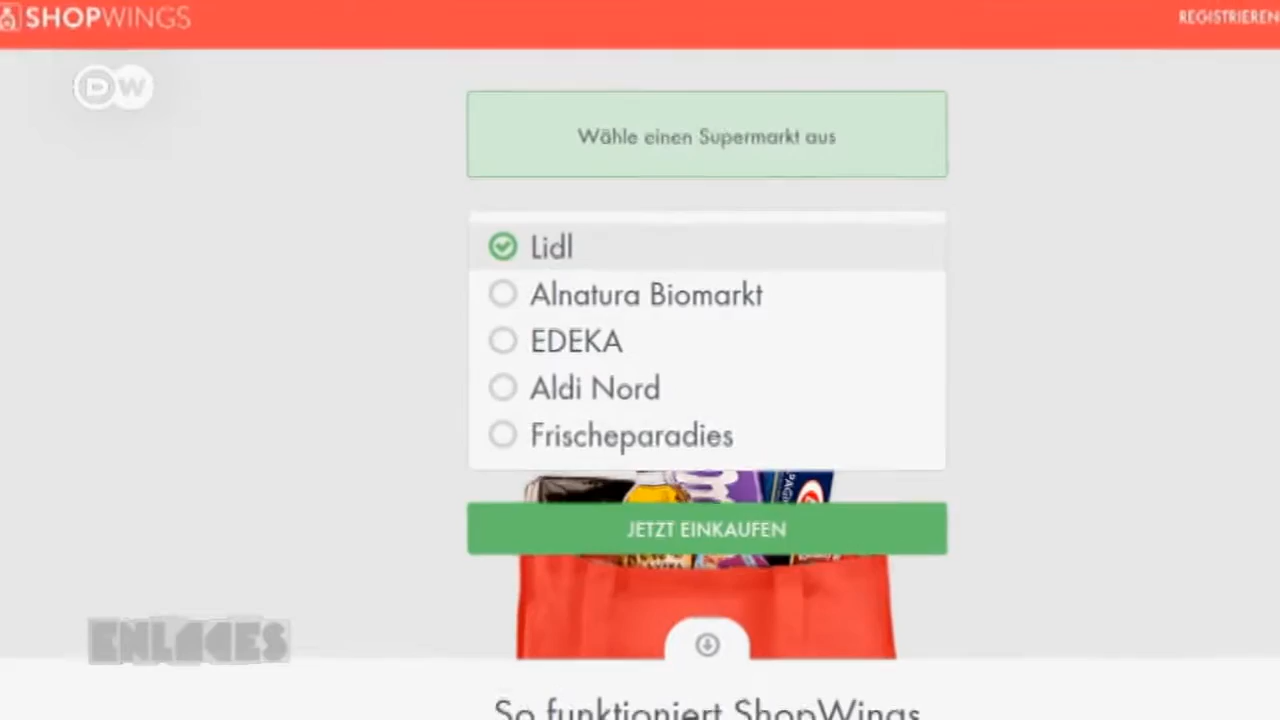 SHOPWINGS
REGISTRIEREN
DW
Wähle einen Supermarkt aus
Lidl
Alnatura Biomarkt
EDEKA
Aldi Nord
Frischeparadies
JETZT EINKAUFEN
ENLACES
So funktioniert ShopWings